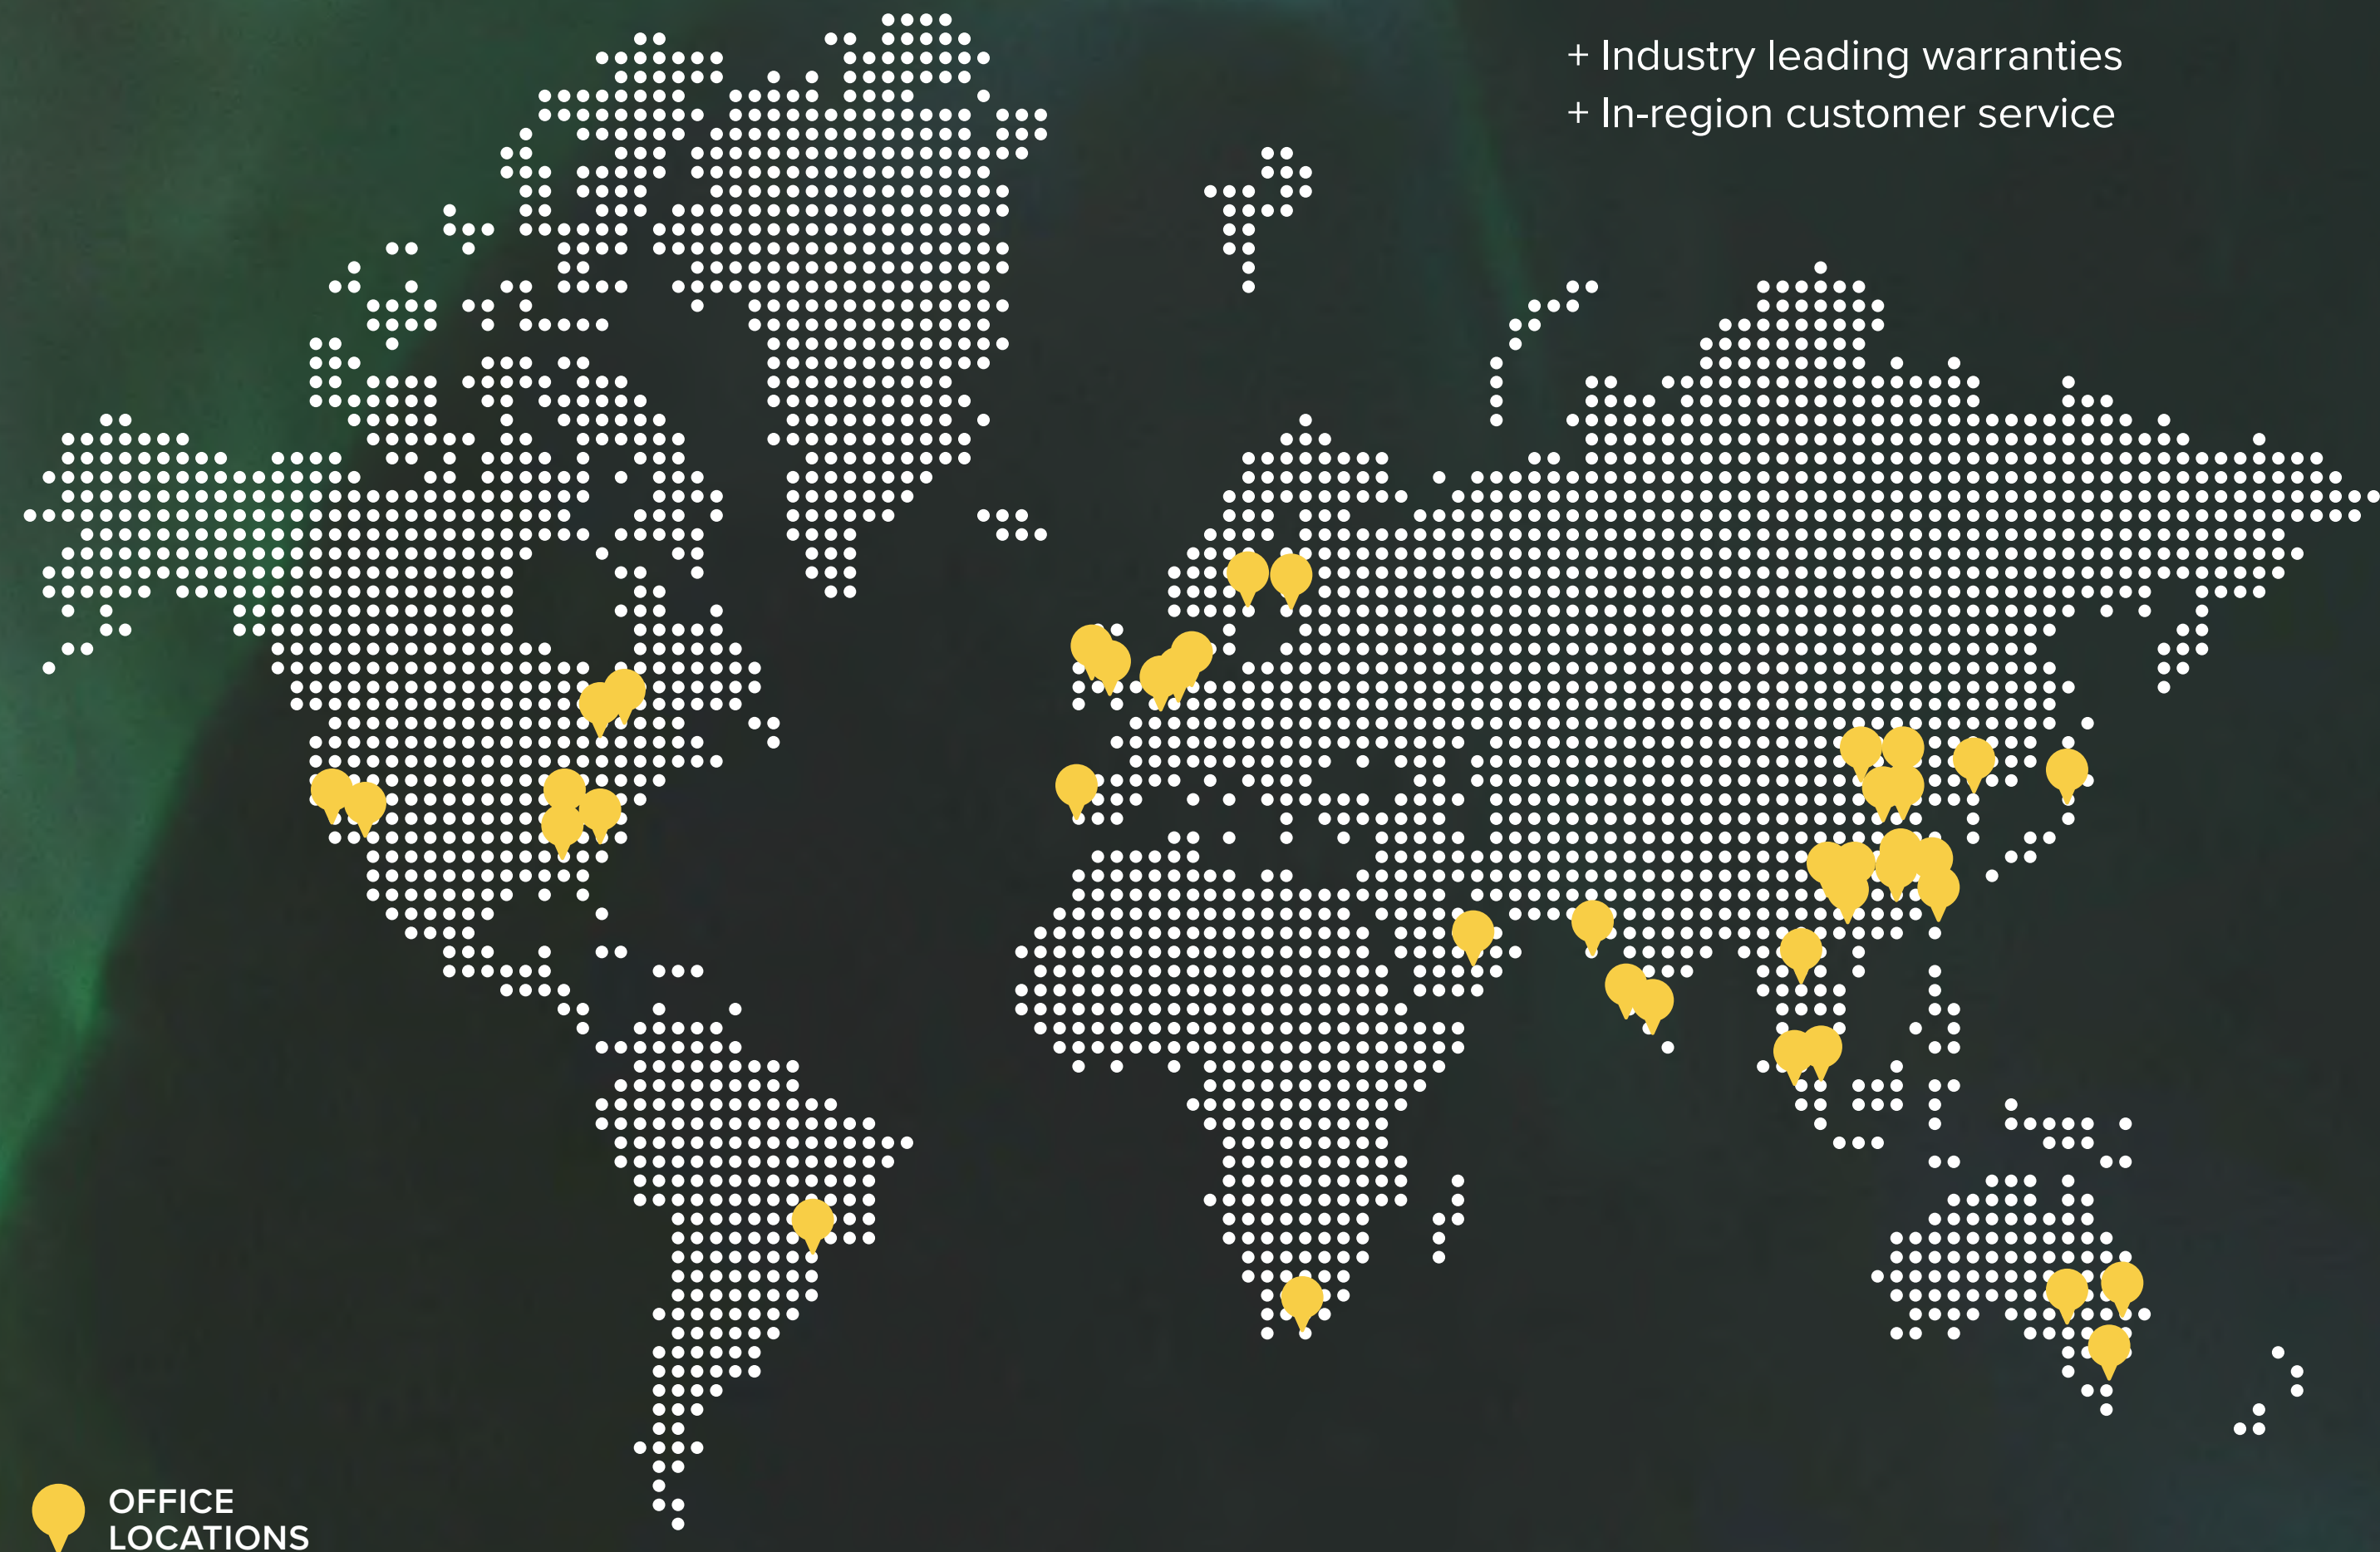 + Industry leading warranties
+ In-region customer service
OFFICE
LOCATIONS